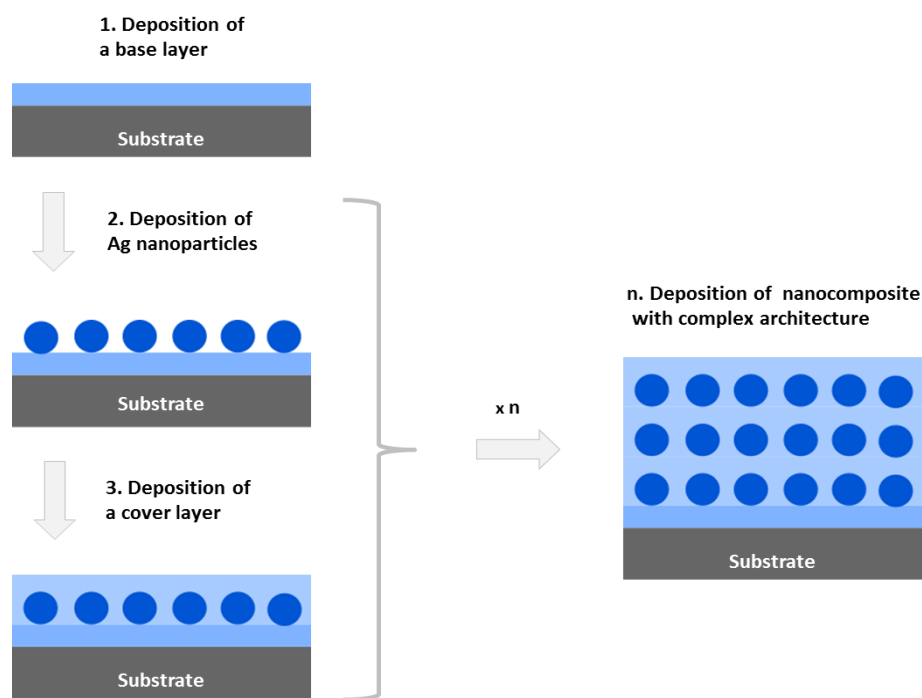 1. Deposition of
a base layer
Substrate
2. Deposition of
Ag nanoparticles
Substrate
3. Deposition of
a cover layer
Substrate
x n
n. Deposition of nanocomposite
with complex architecture
Substrate